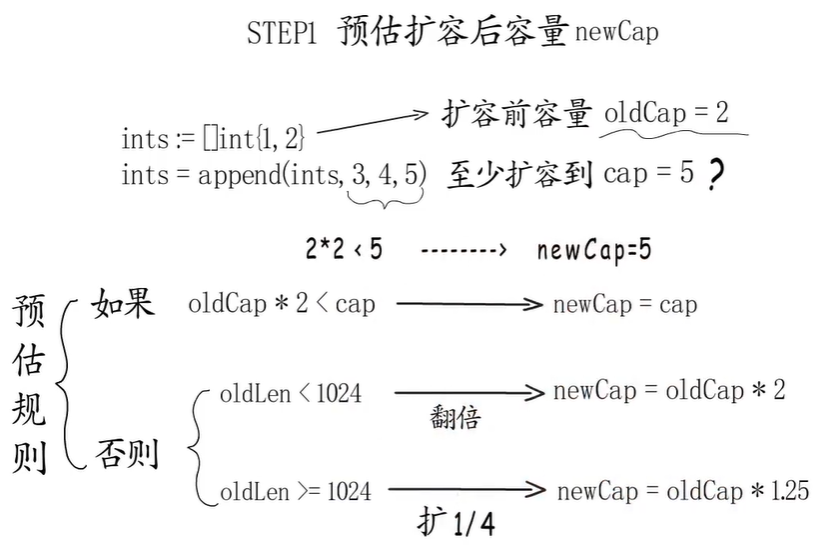 STEP1 预估扩容后容量 newCap
ints := []int{1, 2} 扩容前容量 oldCap = 2
ints = append(ints, 3, 4, 5) 至少扩容到 cap = 5 ?
2*2 < 5 --------> newCap=5
预估规则
如果 oldCap * 2 < cap newCap = cap
oldLen < 1024 newCap = oldCap * 2
翻倍
否则
oldLen >= 1024 newCap = oldCap * 1.25
扩 1/4